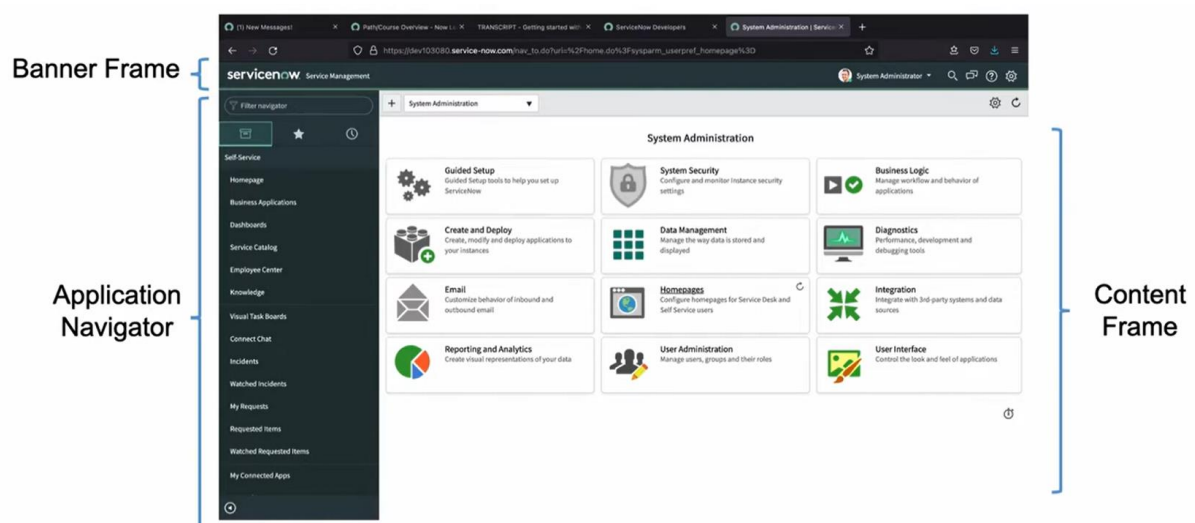 (1) New Messages!
Path/Course Overview - Now Le
TRANSCRIPT - Getting started with
ServiceNow Developers
System Administration | Service
https://dev103080.service-now.com/nav_to.do?uri=%2Fhome.do%3Fsysparm_userpref_homepage%3D
Banner Frame
servicenow Service Management
System Administrator
Filter navigator
System Administration
Self-Service
Homepage
Business Applications
Dashboards
Service Catalog
Employee Center
Knowledge
Visual Task Boards
Connect Chat
Incidents
Watched Incidents
My Requests
Requested Items
Watched Requested Items
My Connected Apps
Application
Navigator
System Administration
Guided Setup
Guided Setup tools to help you set up
ServiceNow
System Security
Configure and monitor instance security
settings
Business Logic
Manage workflow and behavior of
applications
Create and Deploy
Create, modify and deploy applications to
your instances
Data Management
Manage the way data is stored and
displayed
Diagnostics
Performance, development and
debugging tools
Email
Customize behavior of inbound and
outbound email
Homepages
Configure homepages for Service Desk and
Self Service users
Integration
Integrate with 3rd-party systems and data
sources
Reporting and Analytics
Create visual representations of your data
User Administration
Manage users, groups and their roles
User Interface
Control the look and feel of applications
Content
Frame